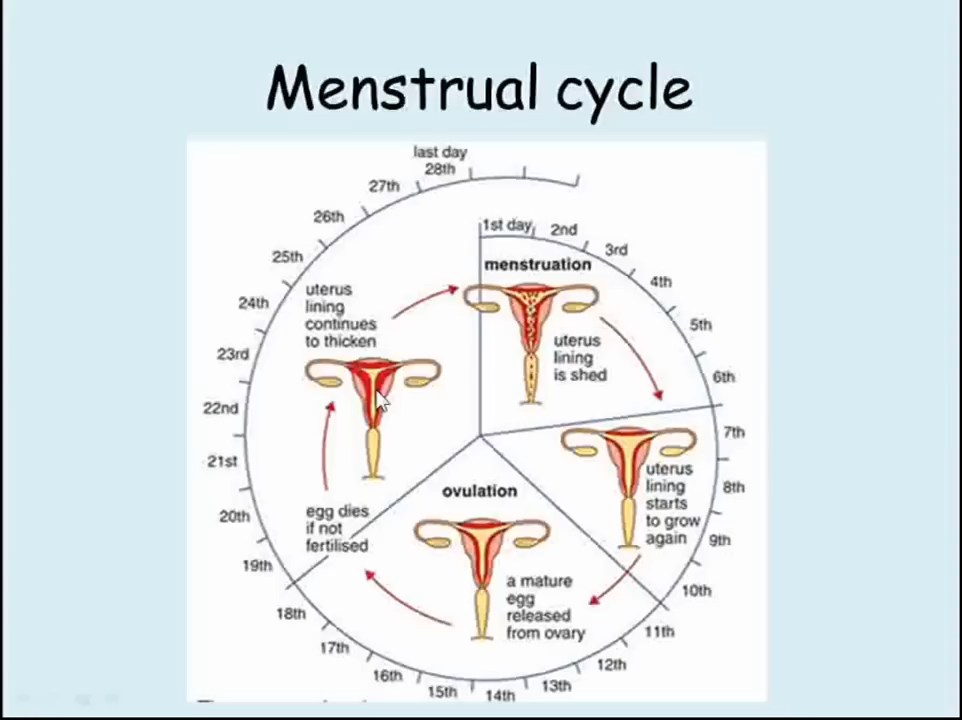 Menstrual cycle
last day
28th
27th
26th
25th
24th
23rd
22nd
21st
20th
19th
18th
17th
16th
15th
14th
13th
12th
11th
10th
9th
8th
7th
6th
5th
4th
3rd
2nd
1st day
menstruation
uterus
lining
is shed
uterus
lining
starts
to grow
again
ovulation
a mature
egg
released
from ovary
egg dies
if not
fertilised
uterus
lining
continues
to thicken